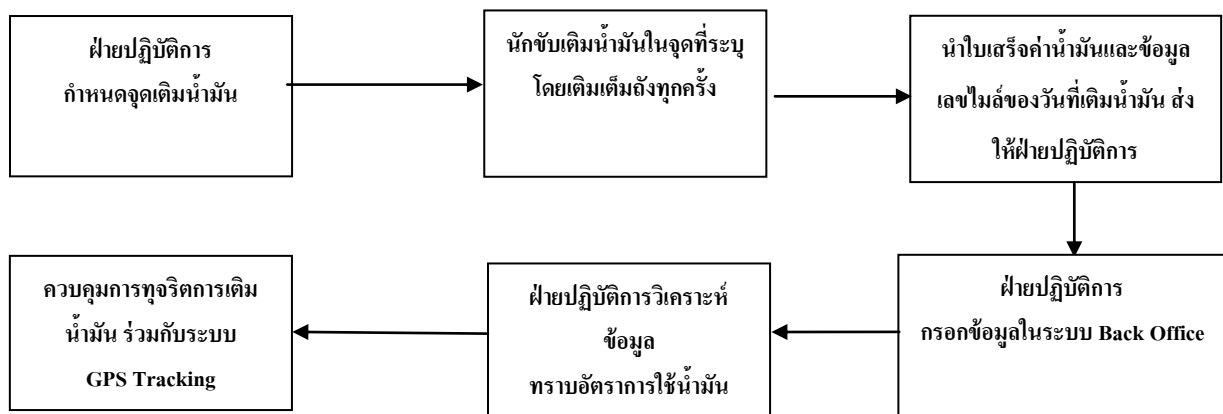 ฝ่ายปฏิบัติการ
กำหนดจุดเติมน้ำมัน
นักขับเติมน้ำมันในจุดที่ระบุ
โดยเติมเต็มถังทุกครั้ง
นำใบเสร็จค่าน้ำมันและข้อมูล
เลขไมล์ของวันที่เติมน้ำมัน ส่ง
ให้ฝ่ายปฏิบัติการ
ฝ่ายปฏิบัติการ
กรอกข้อมูลในระบบ Back Office
ฝ่ายปฏิบัติการวิเคราะห์
ข้อมูล
ทราบอัตราการใช้น้ำมัน
ควบคุมการทุจริตการเติม
น้ำมัน ร่วมกับระบบ
GPS Tracking